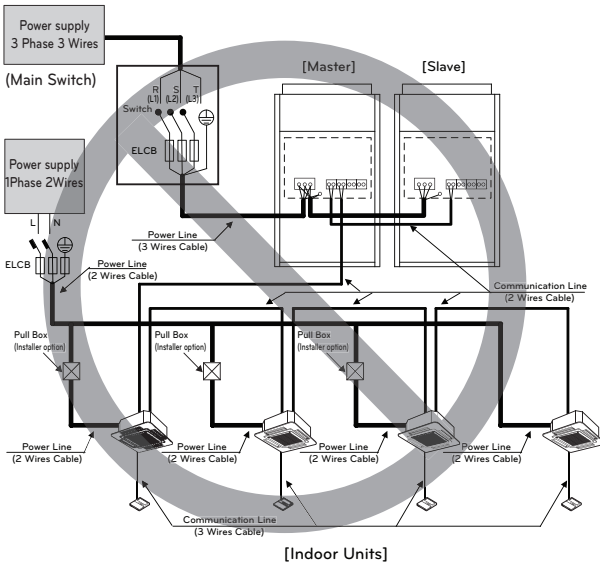 Power supply
3 Phase 3 Wires
(Main Switch)
R S T
(L1) (L2) (L3)
Switch
ELCB
[Master]
[Slave]
Power supply
1Phase 2Wires
L N
ELCB
Power Line
(2 Wires Cable)
Power Line
(3 Wires Cable)
Communication Line
(2 Wires Cable)
Pull Box
(Installer option)
Pull Box
(Installer option)
Pull Box
(Installer option)
Power Line
(2 Wires Cable)
Power Line
(2 Wires Cable)
Power Line
(2 Wires Cable)
Power Line
(2 Wires Cable)
Communication Line
(3 Wires Cable)
[Indoor Units]